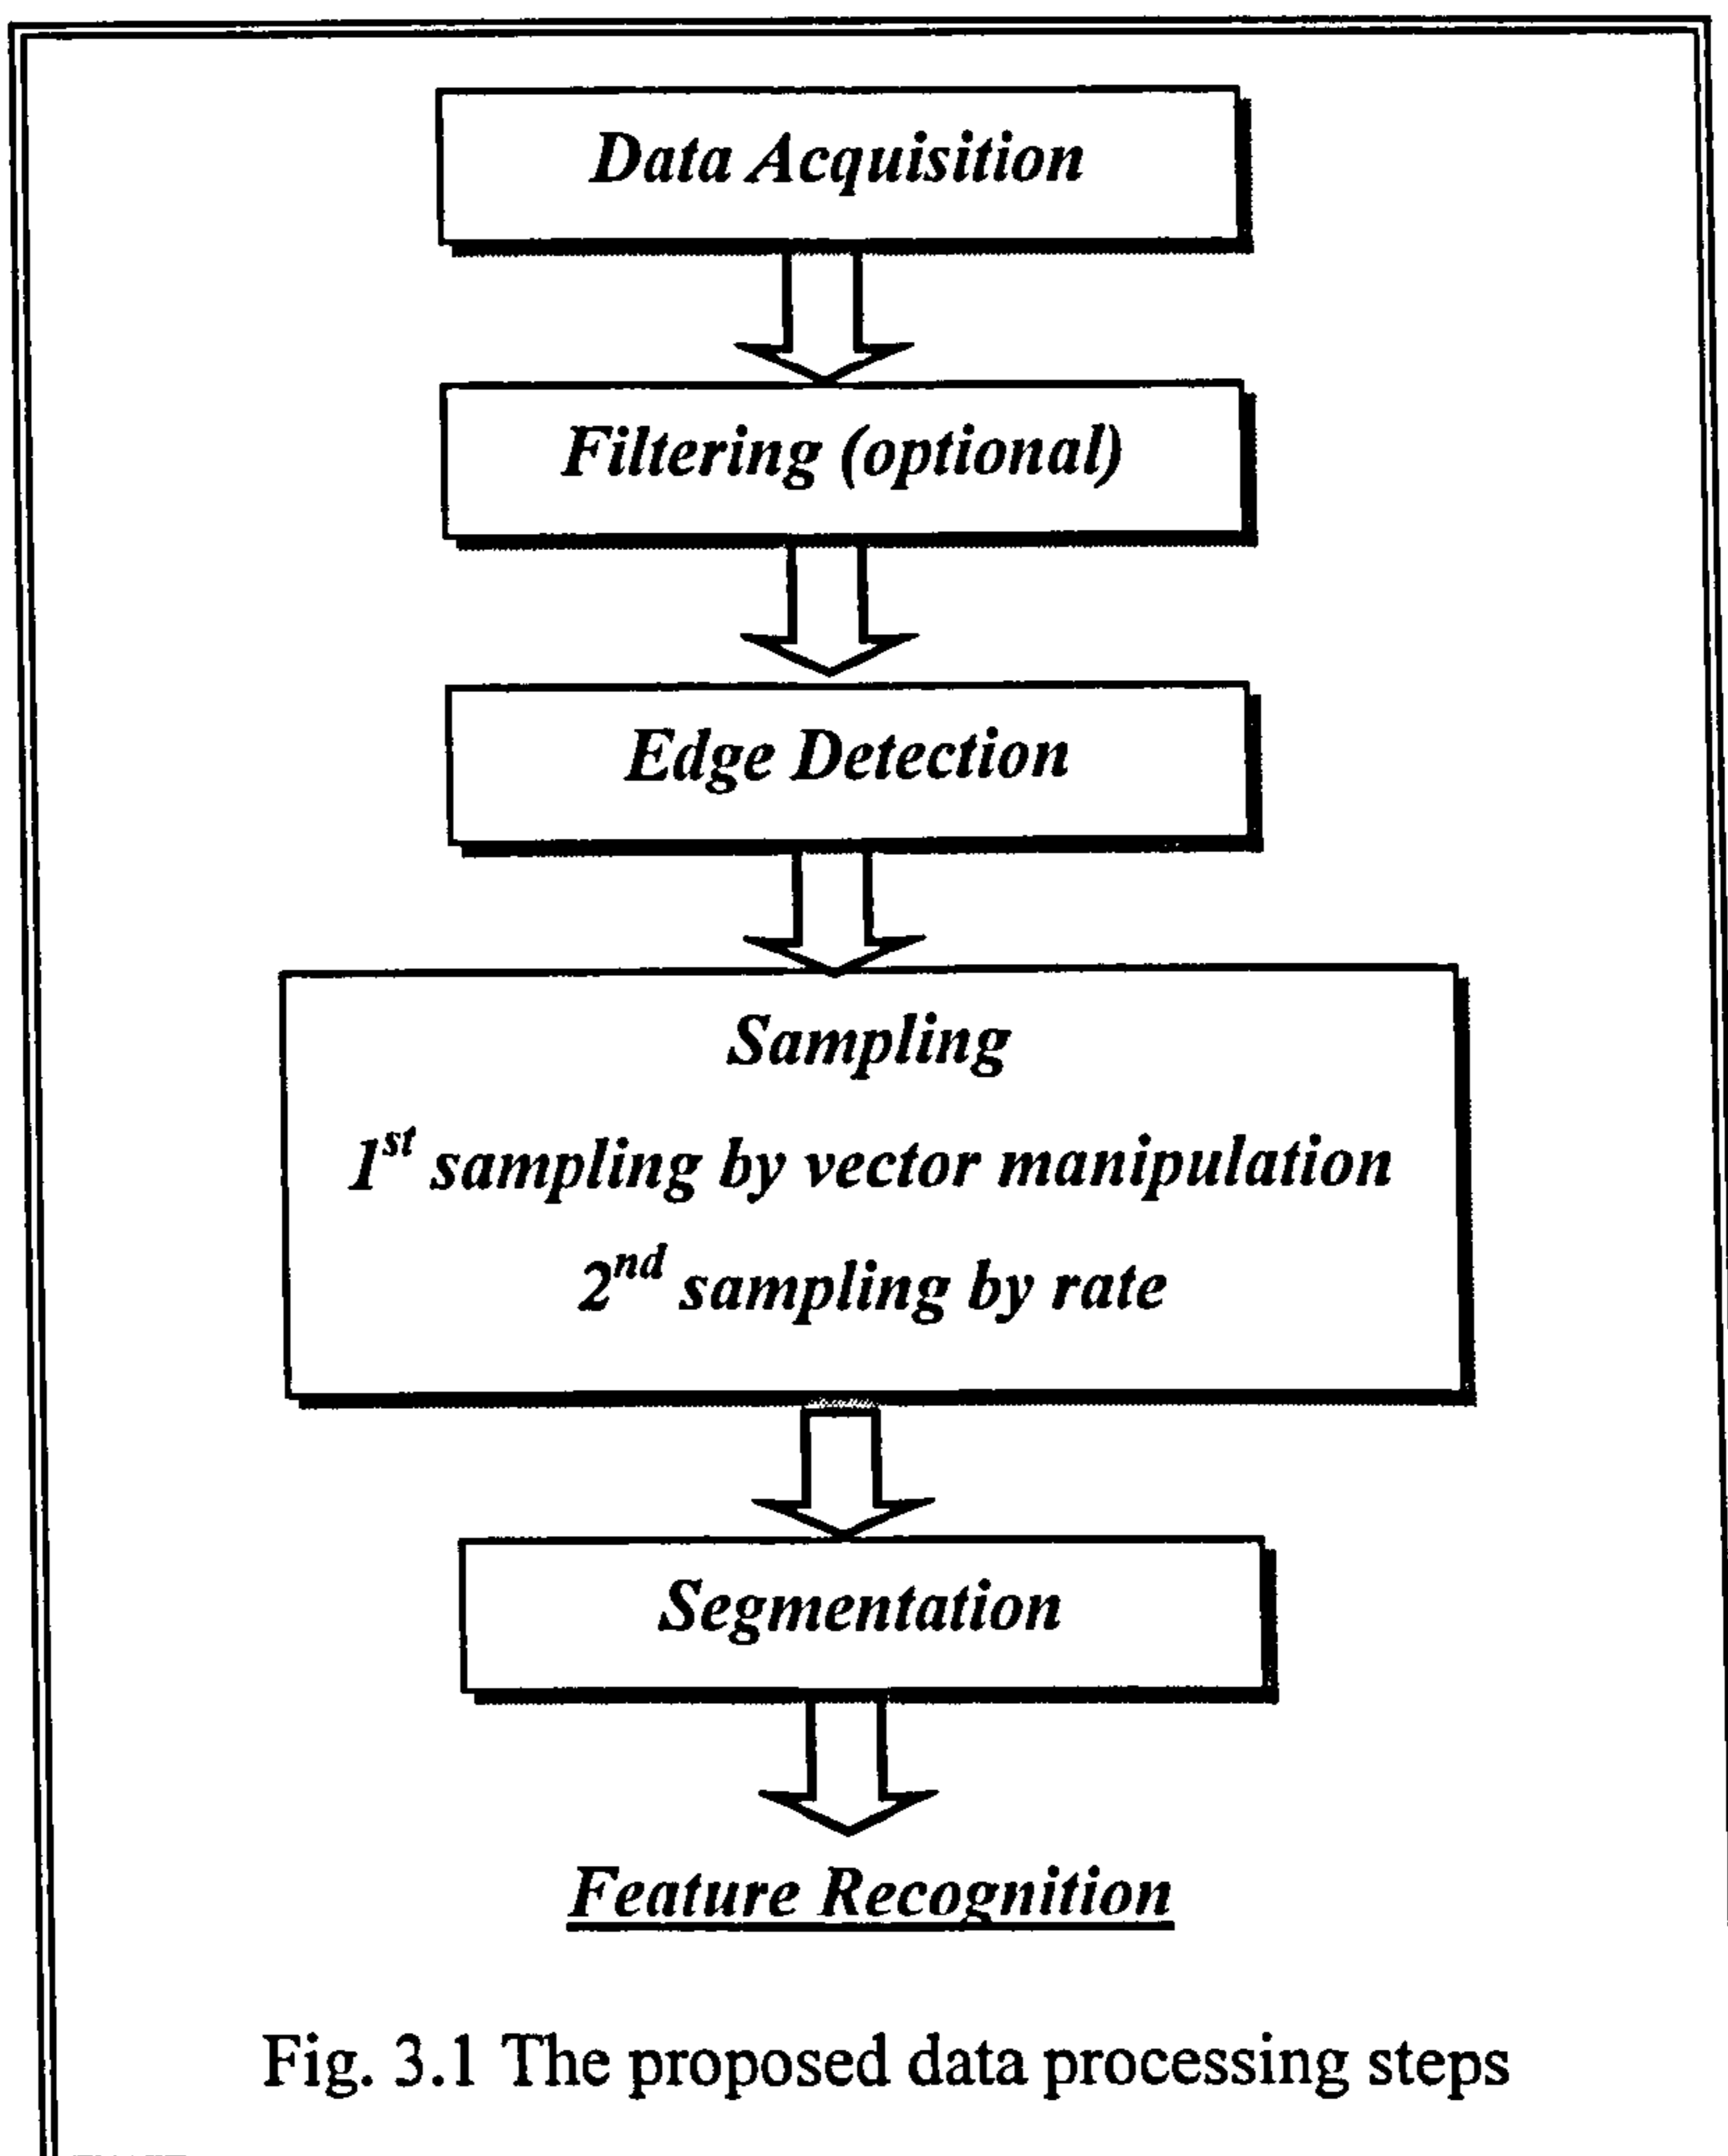 Data Acquisition
Filtering (optional)
Edge Detection
Sampling
1st sampling by vector manipulation
2nd sampling by rate
Segmentation
Feature Recognition
Fig. 3.1 The proposed data processing steps